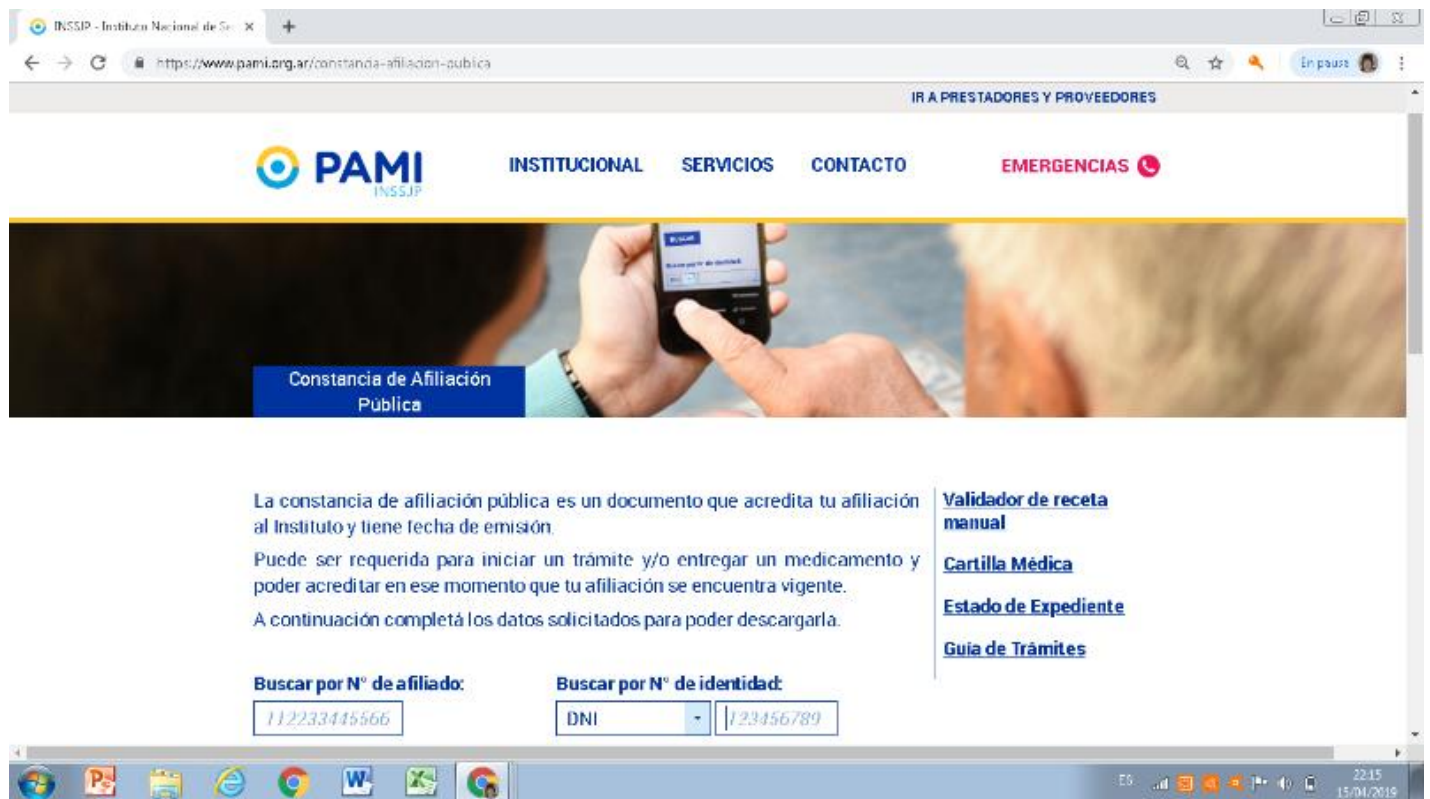 INSSJP - Instituto Nacional de Se
https://www.pami.org.ar/constancia-afiliacion-publica
En pausa
IR A PRESTADORES Y PROVEEDORES
PAMI
INSSJP
INSTITUCIONAL SERVICIOS CONTACTO EMERGENCIAS
BUSCAR
Constancia de Afiliación
Pública
La constancia de afiliación pública es un documento que acredita tu afiliación
al Instituto y tiene fecha de emisión.
Puede ser requerida para iniciar un trámite y/o entregar un medicamento y
poder acreditar en ese momento que tu afiliación se encuentra vigente.
A continuación completá los datos solicitados para poder descargarla.
Validador de receta
manual
Cartilla Médica
Estado de Expediente
Guía de Trámites
Buscar por N° de afiliado: Buscar por N° de identidad:
112233445566 DNI 123456789
ES
22:15
15/04/2019